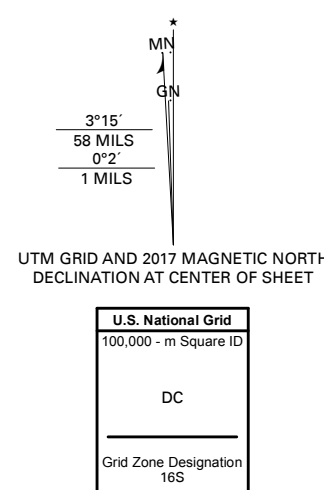 ★
MN
GN
3°15´
58 MILS
0°2´
1 MILS
UTM GRID AND 2017 MAGNETIC NORTH
DECLINATION AT CENTER OF SHEET
U.S. National Grid
100,000 - m Square ID
DC
Grid Zone Designation
16S